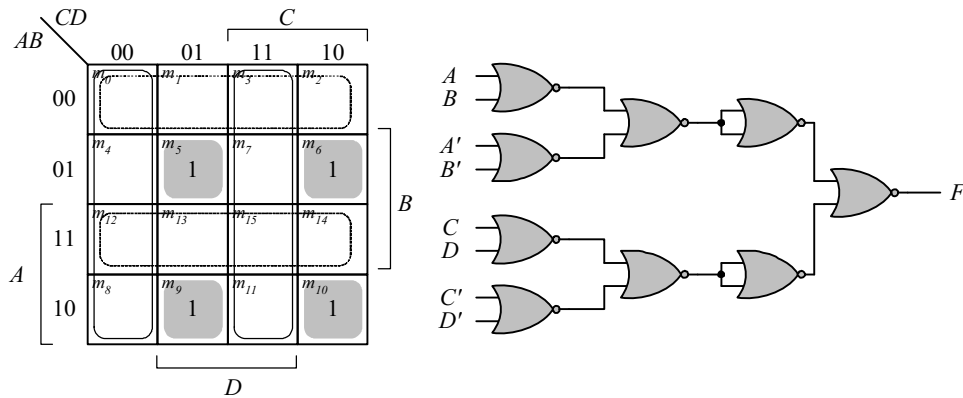 CD
AB
C
00 01 11 10
00 m0 m1 m3 m2
01 m4 m5 1 m7 m6 1
11 m12 m13 m15 m14
10 m8 m9 1 m11 m10 1
A
B
D
A
B
A'
B'
C
D
C'
D'
F